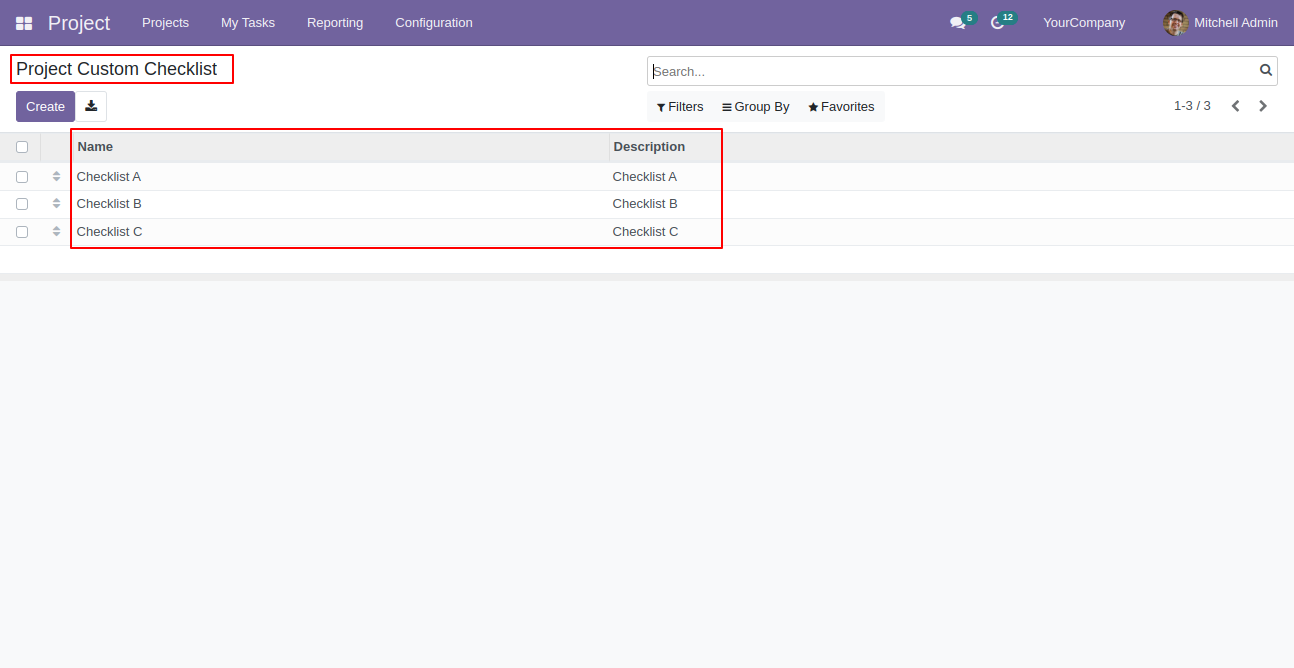 Project Projects My Tasks Reporting Configuration 5 12 YourCompany Mitchell Admin
Project Custom Checklist
Search...
Create Filters Group By Favorites 1-3 / 3
Name Description
Checklist A Checklist A
Checklist B Checklist B
Checklist C Checklist C